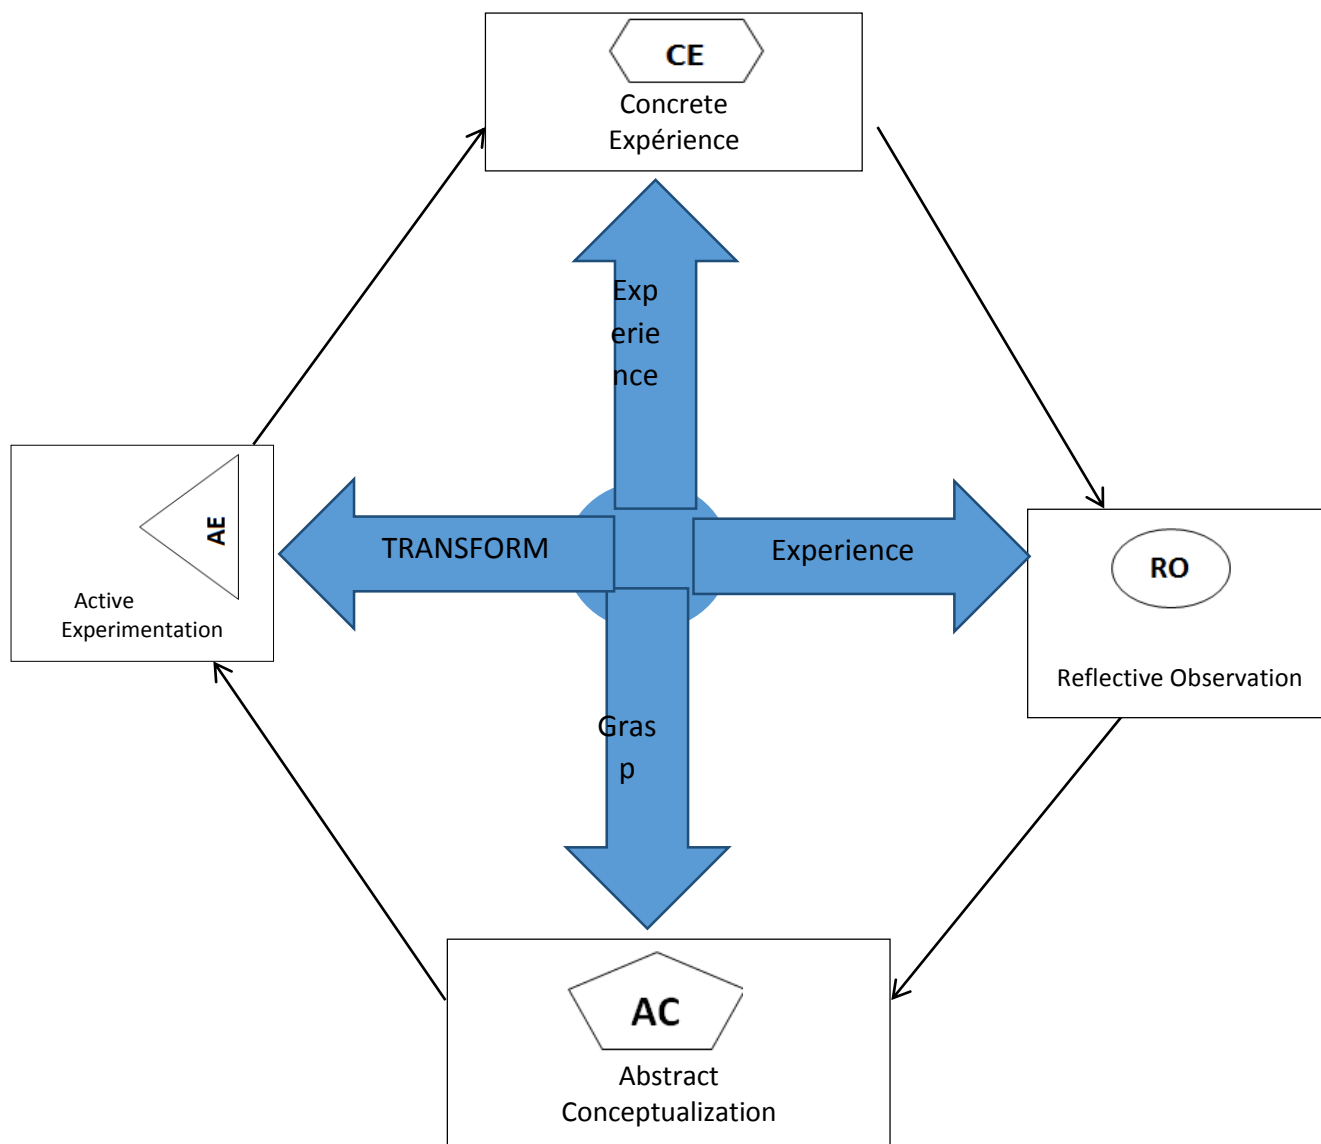 CE
Concrete
Expérience
Exp
erie
nce
AE
Active
Experimentation
TRANSFORM
Experience
RO
Reflective Observation
Gras
p
AC
Abstract
Conceptualization